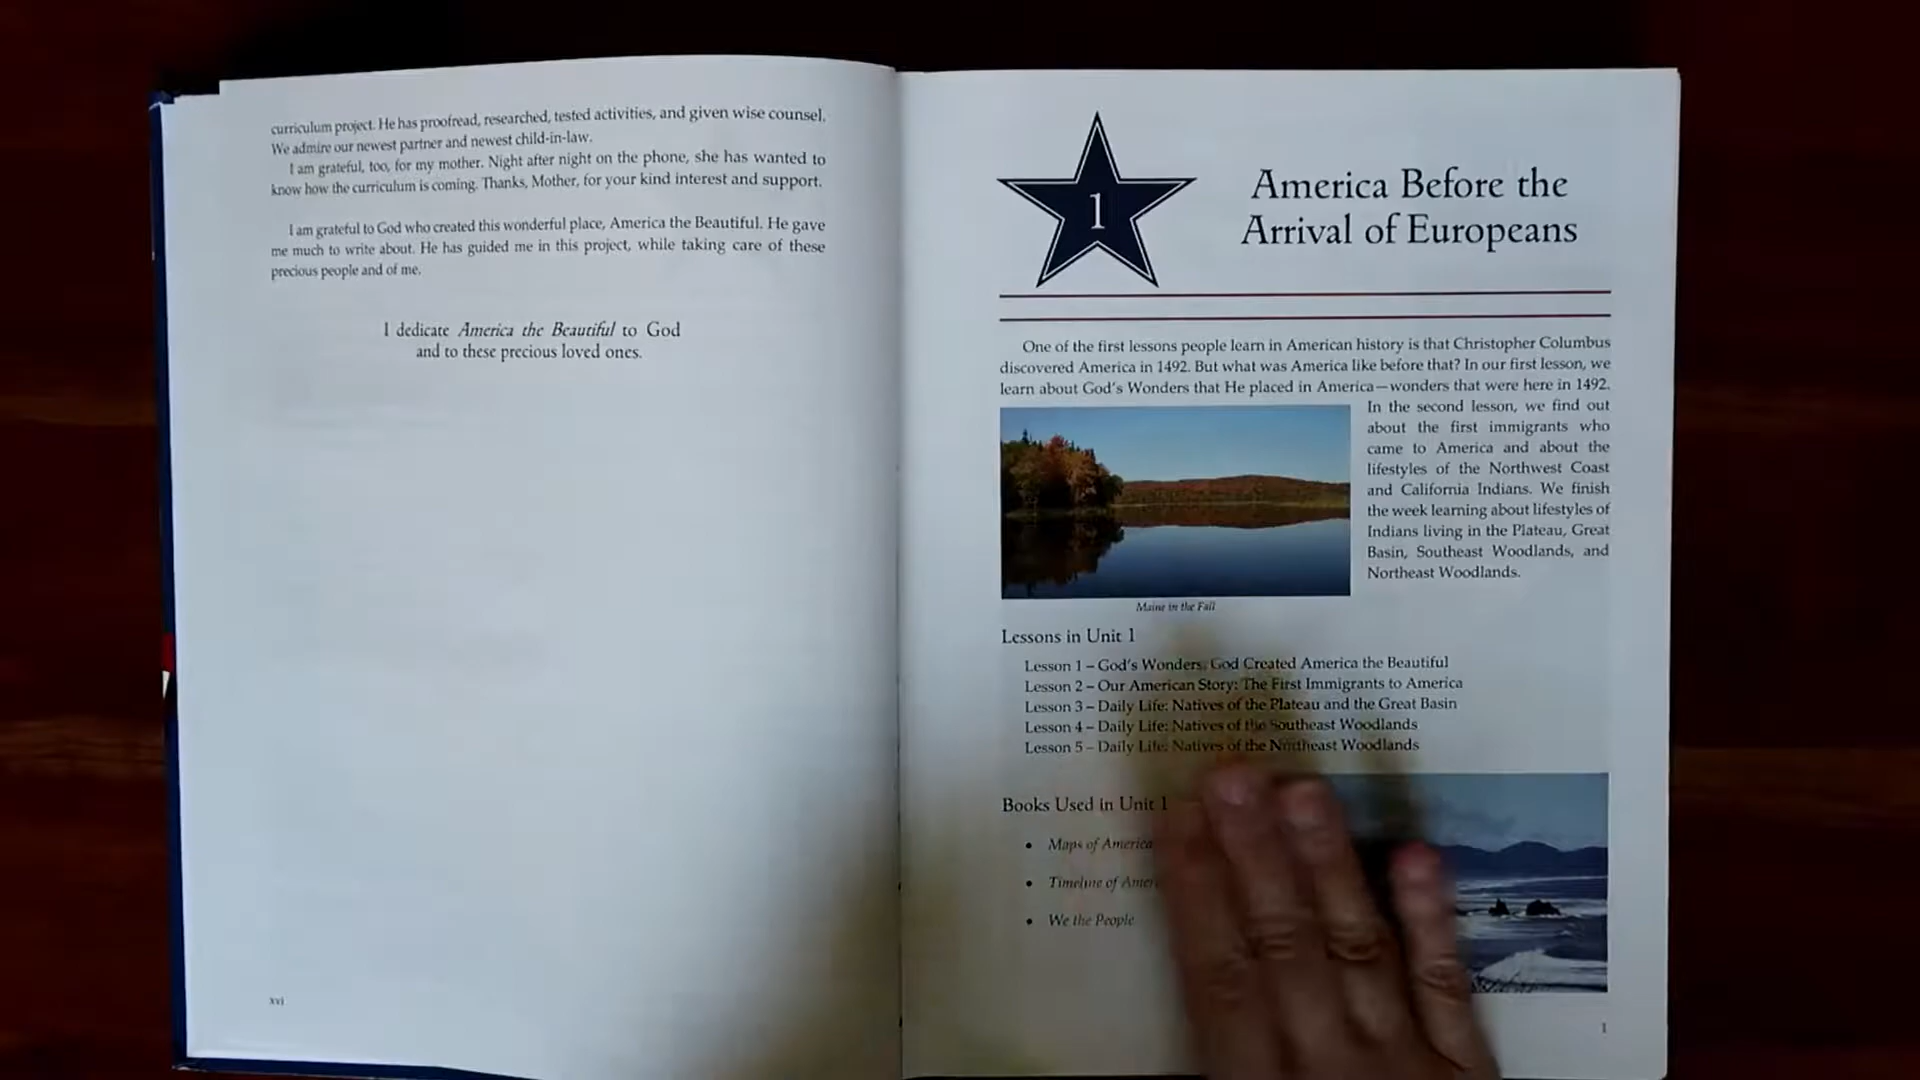 curriculum project. He has proofread, researched, tested activities, and given wise counsel.
We admire our newest partner and newest child-in-law.
I am grateful, too, for my mother. Night after night on the phone, she has wanted to
know how the curriculum is coming. Thanks, Mother, for your kind interest and support.
I am grateful to God who created this wonderful place, America the Beautiful. He gave
me much to write about. He has guided me in this project, while taking care of these
precious people and of me.
I dedicate America the Beautiful to God
and to these precious loved ones.
xvi
1
America Before the
Arrival of Europeans
One of the first lessons people learn in American history is that Christopher Columbus
discovered America in 1492. But what was America like before that? In our first lesson, we
learn about God's Wonders that He placed in America—wonders that were here in 1492.
In the second lesson, we find out
about the first immigrants who
came to America and about the
lifestyles of the Northwest Coast
and California Indians. We finish
the week learning about lifestyles of
Indians living in the Plateau, Great
Basin, Southeast Woodlands, and
Northeast Woodlands.
Maine in the Fall
Lessons in Unit 1
Lesson 1 – God's Wonders: God Created America the Beautiful
Lesson 2 – Our American Story: The First Immigrants to America
Lesson 3 – Daily Life: Natives of the Plateau and the Great Basin
Lesson 4 – Daily Life: Natives of the Southeast Woodlands
Lesson 5 – Daily Life: Natives of the Northeast Woodlands
Books Used in Unit 1
• Maps of America
• Timeline of
• We the People
1